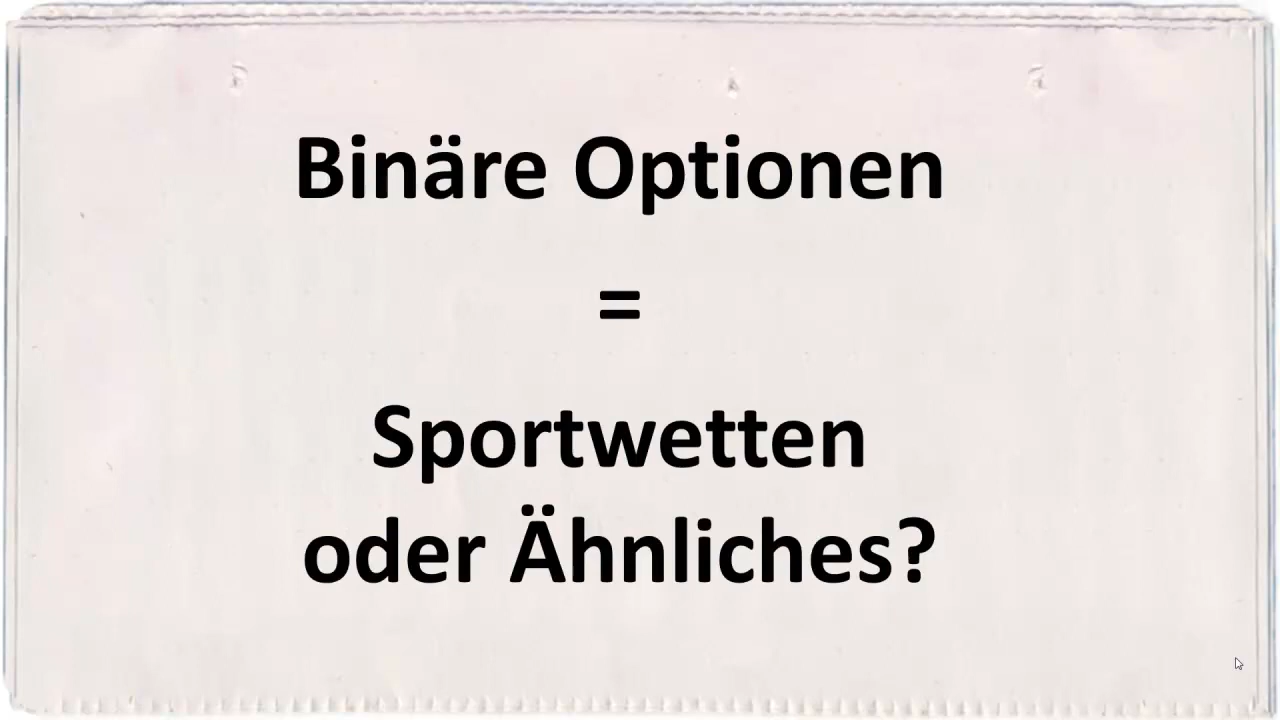 Binäre Optionen
=
Sportwetten
oder Ähnliches?